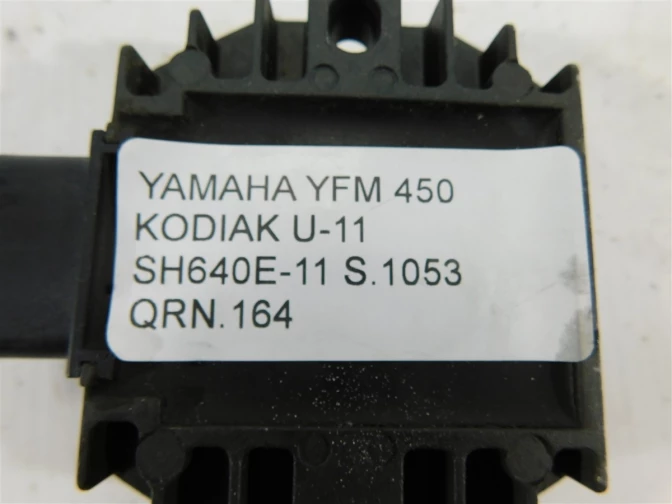 YAMAHA YFM 450
KODIAK U-11
SH640E-11 S.1053
QRN.164